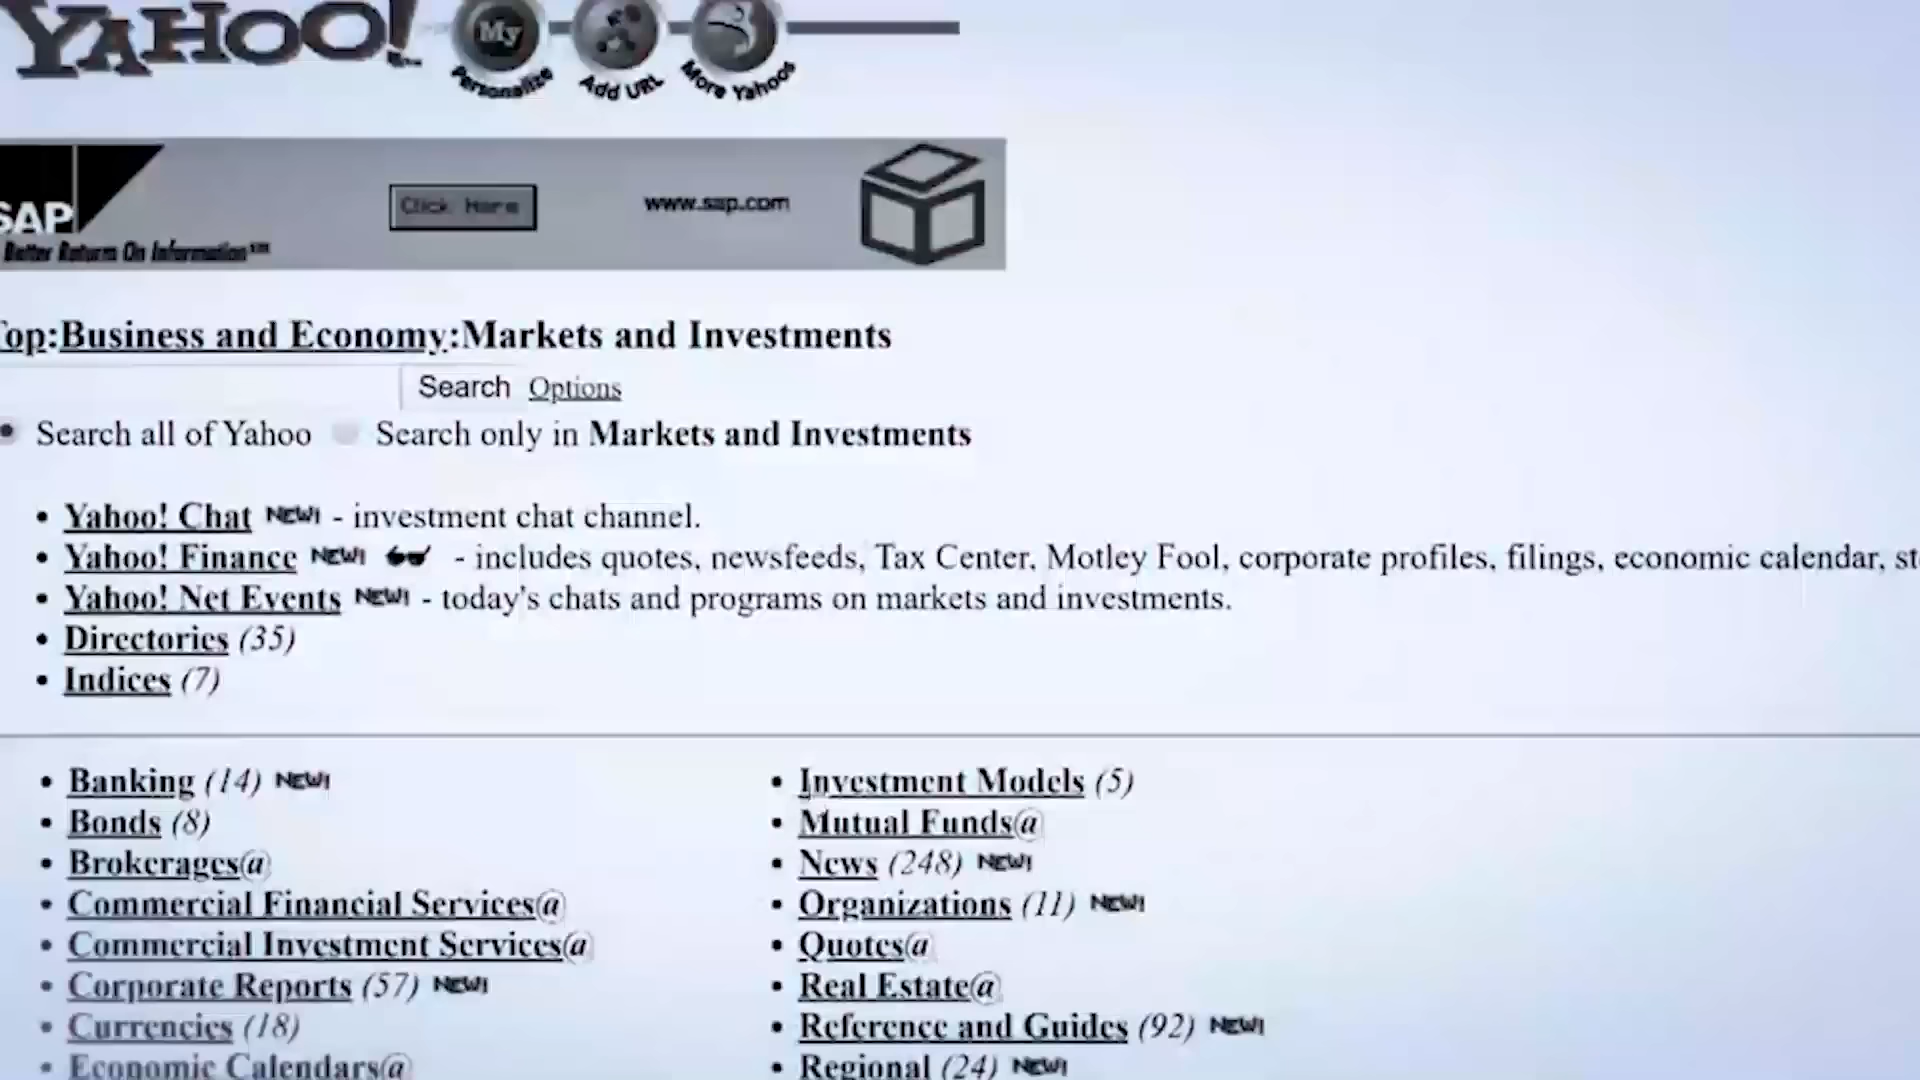 YAHOO!
My
Personalize
Add URL
More Yahoos
SAP
Click Here
www.sap.com
Better Return On Information℠
Top:Business and Economy:Markets and Investments
Search Options
Search all of Yahoo Search only in Markets and Investments
• Yahoo! Chat NEW! - investment chat channel.
• Yahoo! Finance NEW! - includes quotes, newsfeeds, Tax Center, Motley Fool, corporate profiles, filings, economic calendar, st
• Yahoo! Net Events NEW! - today's chats and programs on markets and investments.
• Directories (35)
• Indices (7)
• Banking (14) NEW!
• Bonds (8)
• Brokerages@
• Commercial Financial Services@
• Commercial Investment Services@
• Corporate Reports (57) NEW!
• Currencies (18)
• Economic Calendars@
• Investment Models (5)
• Mutual Funds@
• News (248) NEW!
• Organizations (11) NEW!
• Quotes@
• Real Estate@
• Reference and Guides (92) NEW!
• Regional (24) NEW!